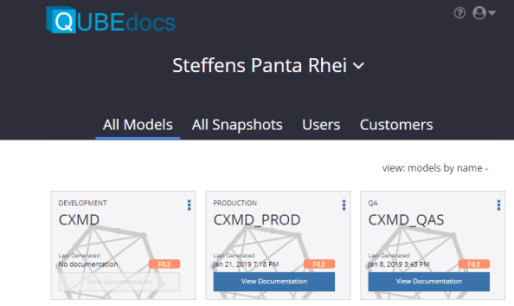 QUBEdocs
Steffens Panta Rhei
All Models All Snapshots Users Customers
view: models by name
DEVELOPMENT
CXMD
Last Generated
No documentation
FILE
View Documentation
PRODUCTION
CXMD_PROD
Last Generated
Jan 21, 2019 7:18 PM
FILE
View Documentation
QA
CXMD_QAS
Last Generated
Jan 8, 2019 3:43 PM
FILE
View Documentation